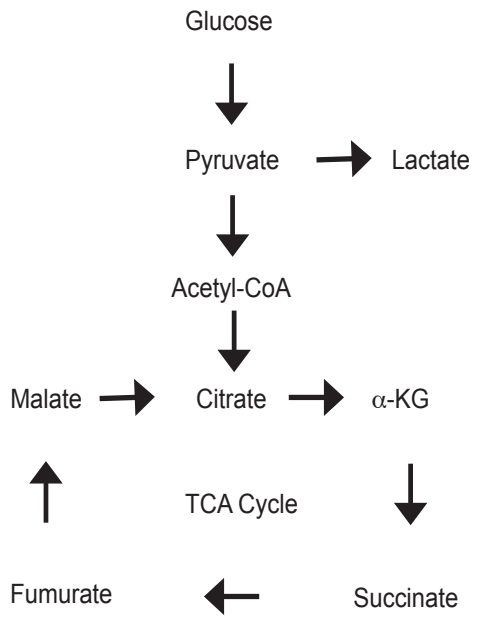 Glucose
Pyruvate Lactate
Acetyl-CoA
Malate Citrate α-KG
TCA Cycle
Fumurate Succinate